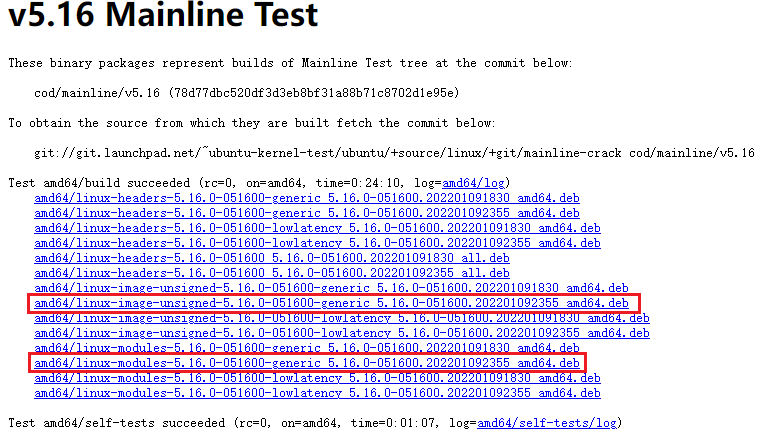 v5.16 Mainline Test
These binary packages represent builds of Mainline Test tree at the commit below:
cod/mainline/v5.16 (78d77dbc520df3d3eb8bf31a88b71c8702d1e95e)
To obtain the source from which they are built fetch the commit below:
git://git.launchpad.net/~ubuntu-kernel-test/ubuntu/+source/linux/+git/mainline-crack cod/mainline/v5.16
Test amd64/build succeeded (rc=0, on=amd64, time=0:24:10, log=amd64/log)
amd64/linux-headers-5.16.0-051600-generic_5.16.0-051600.202201091830_amd64.deb
amd64/linux-headers-5.16.0-051600-generic_5.16.0-051600.202201092355_amd64.deb
amd64/linux-headers-5.16.0-051600-lowlatency_5.16.0-051600.202201091830_amd64.deb
amd64/linux-headers-5.16.0-051600-lowlatency_5.16.0-051600.202201092355_amd64.deb
amd64/linux-headers-5.16.0-051600_5.16.0-051600.202201091830_all.deb
amd64/linux-headers-5.16.0-051600_5.16.0-051600.202201092355_all.deb
amd64/linux-image-unsigned-5.16.0-051600-generic_5.16.0-051600.202201091830_amd64.deb
amd64/linux-image-unsigned-5.16.0-051600-generic_5.16.0-051600.202201092355_amd64.deb
amd64/linux-image-unsigned-5.16.0-051600-lowlatency_5.16.0-051600.202201091830_amd64.deb
amd64/linux-image-unsigned-5.16.0-051600-lowlatency_5.16.0-051600.202201092355_amd64.deb
amd64/linux-modules-5.16.0-051600-generic_5.16.0-051600.202201091830_amd64.deb
amd64/linux-modules-5.16.0-051600-generic_5.16.0-051600.202201092355_amd64.deb
amd64/linux-modules-5.16.0-051600-lowlatency_5.16.0-051600.202201091830_amd64.deb
amd64/linux-modules-5.16.0-051600-lowlatency_5.16.0-051600.202201092355_amd64.deb
Test amd64/self-tests succeeded (rc=0, on=amd64, time=0:01:07, log=amd64/self-tests/log)